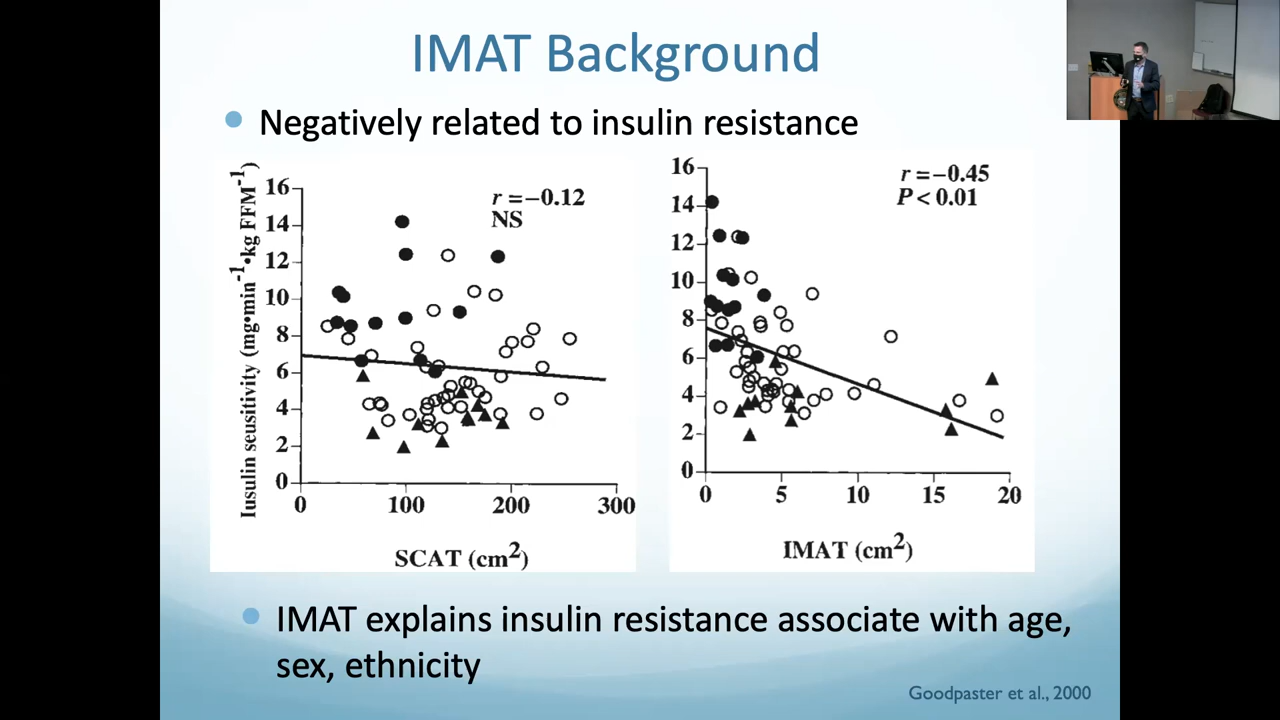 IMAT Background
Negatively related to insulin resistance
Iusulin seusitivity (mg•min⁻¹•kg FFM⁻¹)
16
14
12
10
8
6
4
2
0
r =−0.12
NS
0 100 200 300
SCAT (cm²)
16
14
12
10
8
6
4
2
0
r =−0.45
P < 0.01
0 5 10 15 20
IMAT (cm²)
IMAT explains insulin resistance associate with age,
sex, ethnicity
Goodpaster et al., 2000